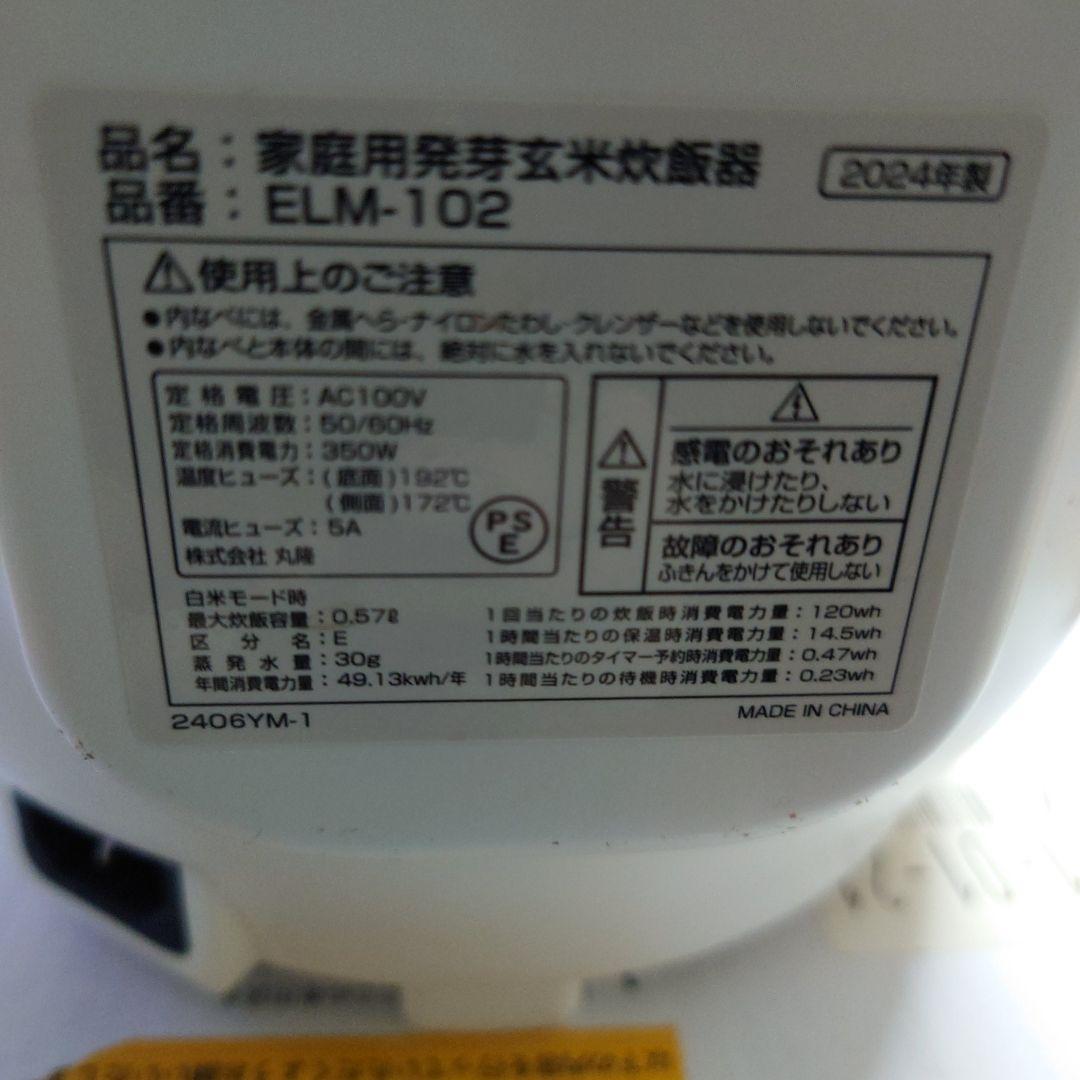 品名：家庭用発芽玄米炊飯器
2024年製
品番：ELM-102
⚠使用上のご注意
●内なべには、金属へら・ナイロンたわし・クレンザーなどを使用しないでください。
●内なべと本体の間には、絶対に水を入れないでください。
定格電圧：AC100V
定格周波数：50/60Hz
定格消費電力：350W
温度ヒューズ：(底面)192℃
(側面)172℃
電流ヒューズ：5A
株式会社 丸隆
PS
E
警告
感電のおそれあり
水に浸けたり、
水をかけたりしない
故障のおそれあり
ふきんをかけて使用しない
白米モード時
最大炊飯容量：0.57ℓ
区分名：E
蒸発水量：30g
年間消費電力量：49.13kwh/年
1回当たりの炊飯時消費電力量：120wh
1時間当たりの保温時消費電力量：14.5wh
1時間当たりのタイマー予約時消費電力量：0.47wh
1時間当たりの待機時消費電力量：0.23wh
2406YM-1
MADE IN CHINA